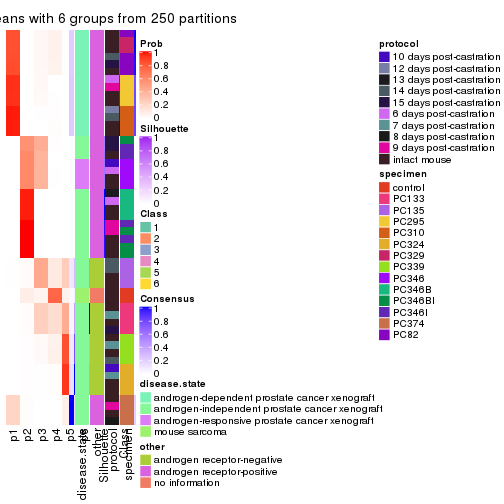 eans with 6 groups from 250 partitions
Prob
1
0.8
0.6
0.4
0.2
0
Silhouette
1
0.8
0.6
0.4
0.2
0
Class
1
2
3
4
5
6
Consensus
1
0.8
0.6
0.4
0.2
0
disease.state
androgen-dependent prostate cancer xenograft
androgen-independent prostate cancer xenograft
androgen-responsive prostate cancer xenograft
mouse sarcoma
other
androgen receptor-negative
androgen receptor-positive
no information
protocol
10 days post-castration
12 days post-castration
13 days post-castration
14 days post-castration
15 days post-castration
6 days post-castration
7 days post-castration
8 days post-castration
9 days post-castration
intact mouse
specimen
control
PC133
PC135
PC295
PC310
PC324
PC329
PC339
PC346
PC346B
PC346BI
PC346I
PC374
PC82
p1
p2
p3
p4
p5
disease.state
other
Silhouette
protocol
Class
specimen